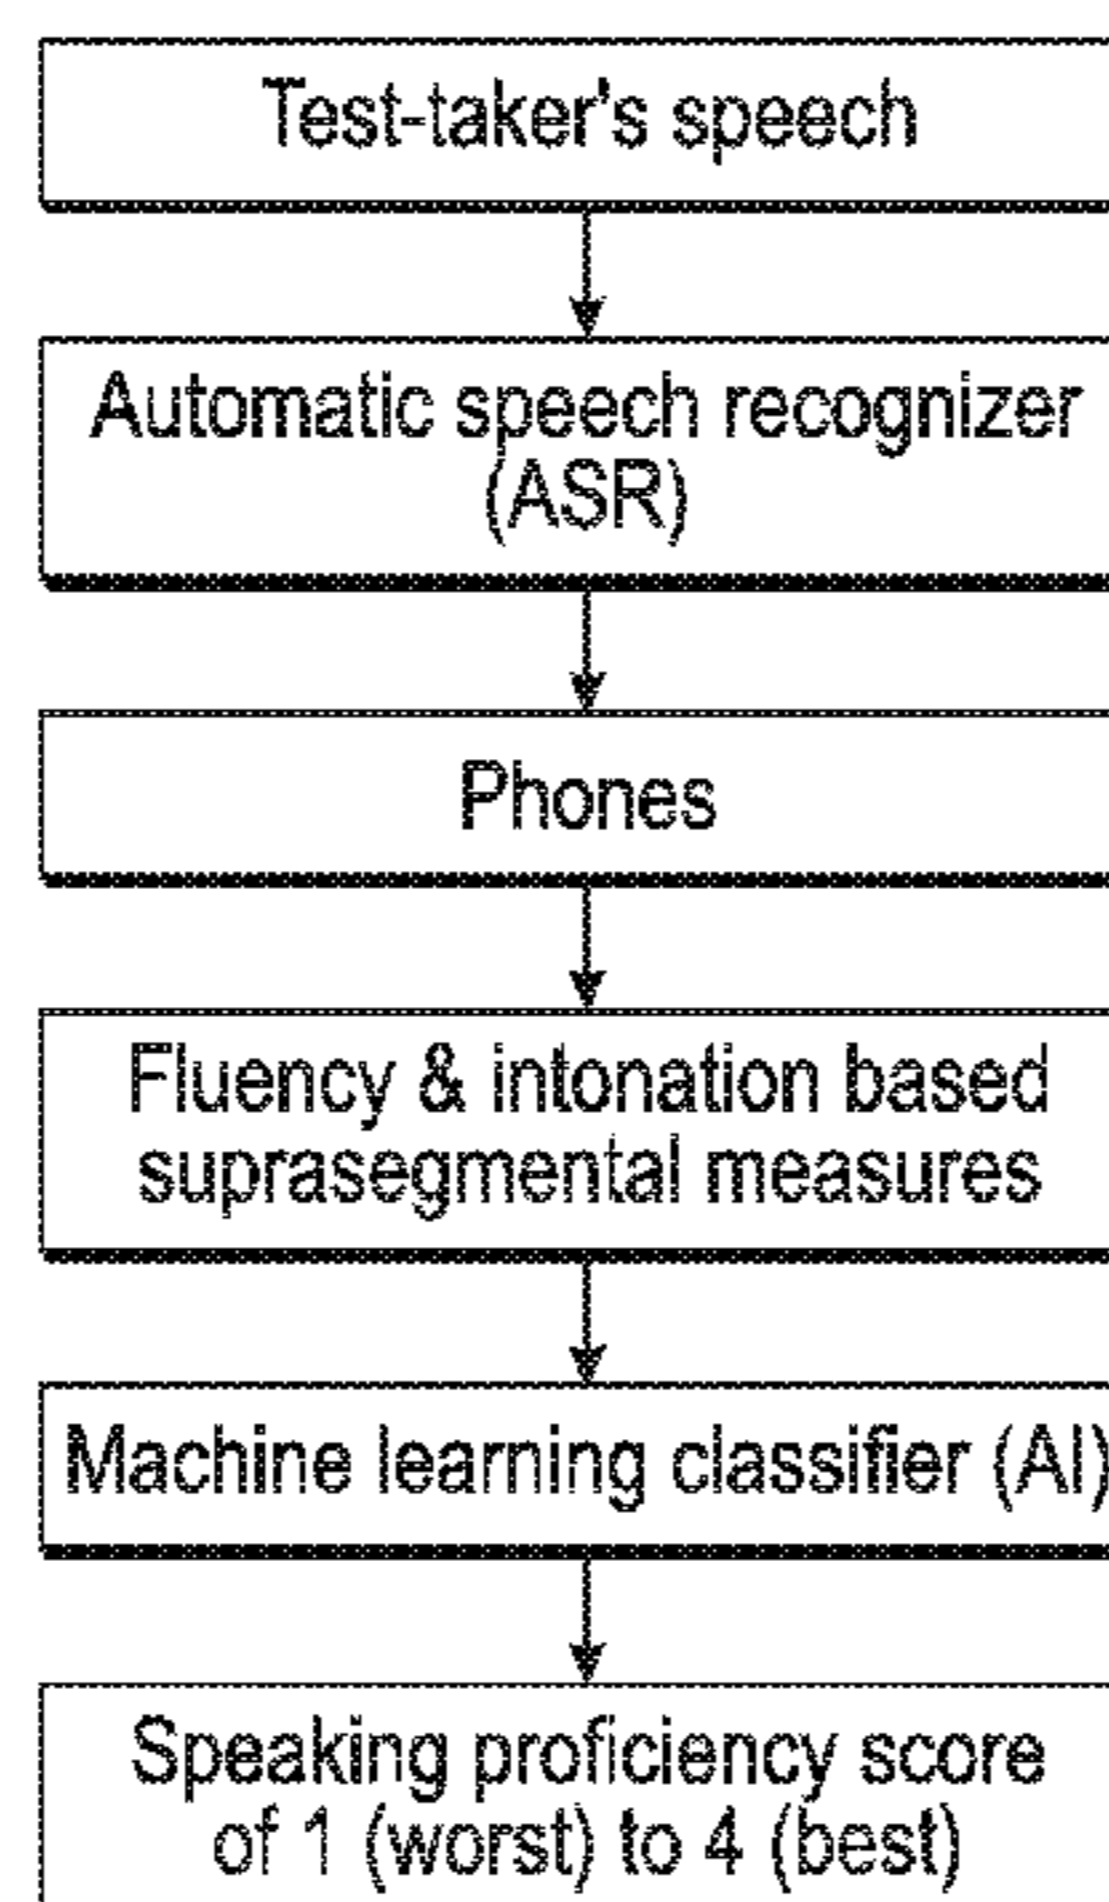 Test-taker's speech
Automatic speech recognizer
(ASR)
Phones
Fluency & intonation based
suprasegmental measures
Machine learning classifier (AI)
Speaking proficiency score
of 1 (worst) to 4 (best)